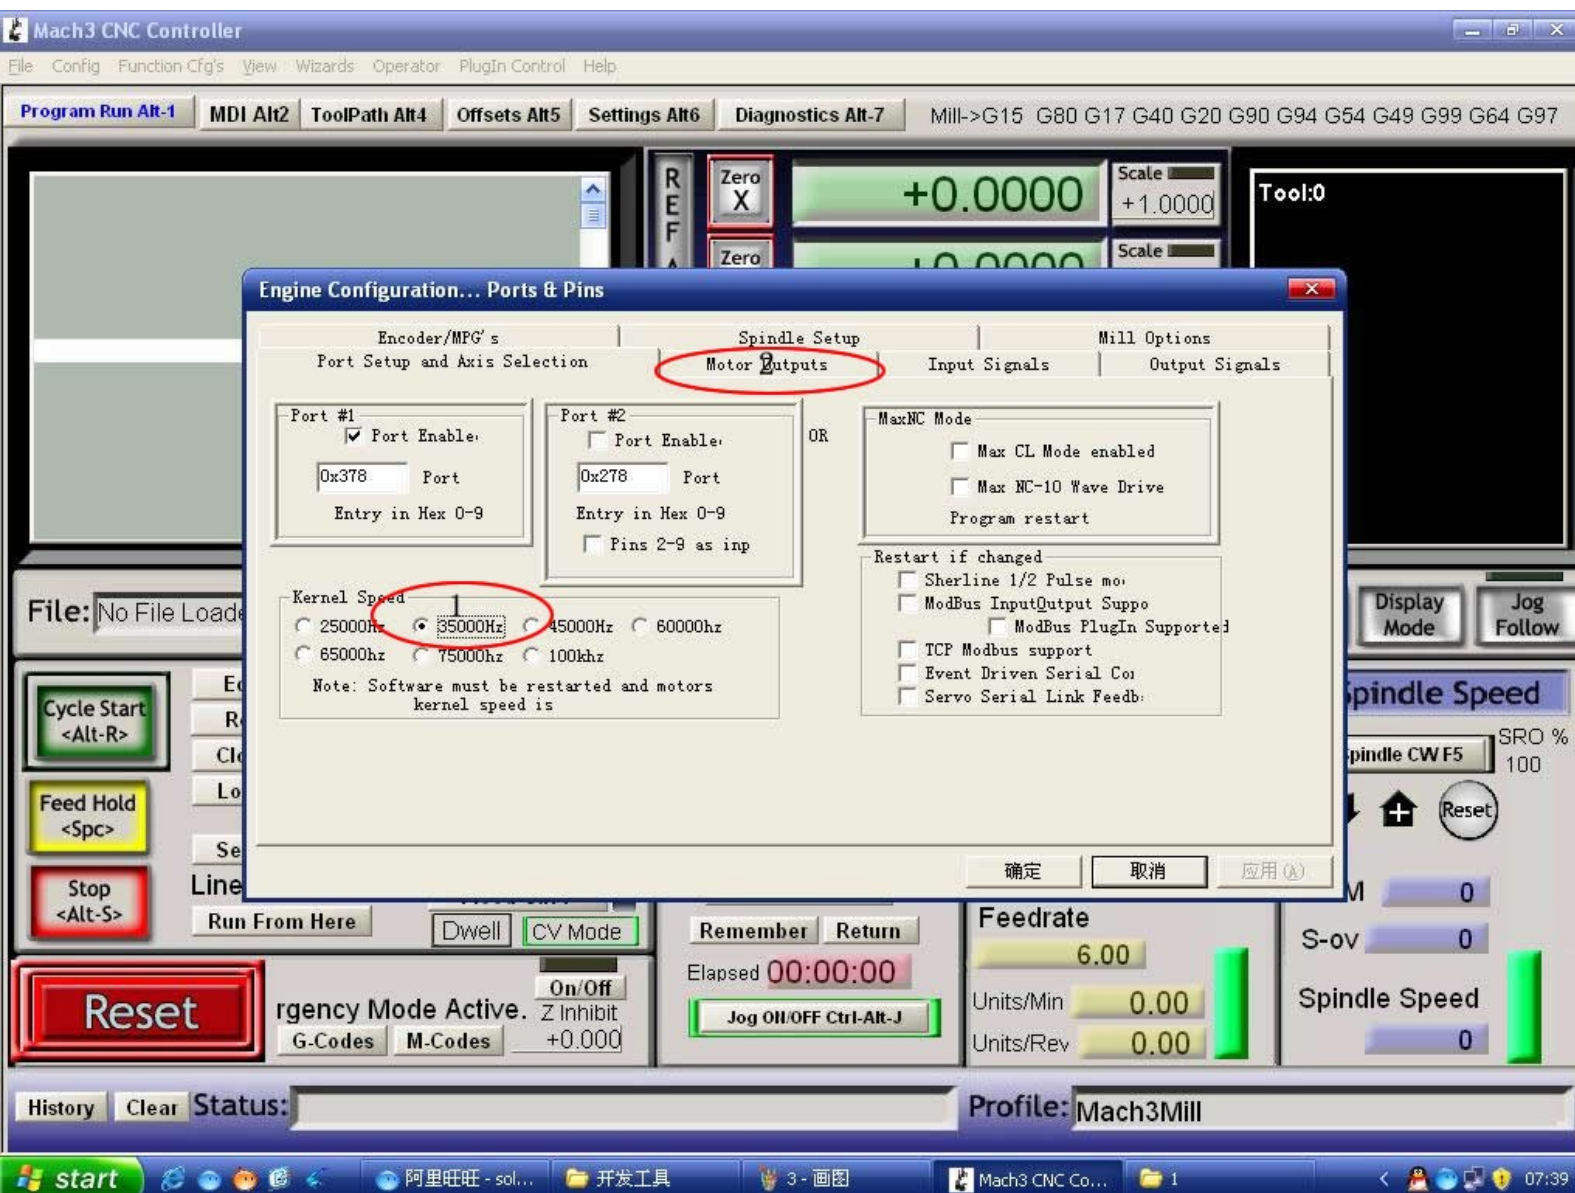 Mach3 CNC Controller
File Config Function Cfg's View Wizards Operator PlugIn Control Help
Program Run Alt-1 MDI Alt2 ToolPath Alt4 Offsets Alt5 Settings Alt6 Diagnostics Alt-7 Mill->G15 G80 G17 G40 G20 G90 G94 G54 G49 G99 G64 G97
REF
Zero X +0.0000 Scale +1.0000
Tool:0
Zero Scale
Engine Configuration... Ports & Pins
Encoder/MPG's Spindle Setup Mill Options
Port Setup and Axis Selection Motor Outputs Input Signals Output Signals
2
Port #1
Port Enable
0x378 Port
Entry in Hex 0-9
Port #2
Port Enable
0x278 Port
Entry in Hex 0-9
Pins 2-9 as inp
OR
MaxNC Mode
Max CL Mode enabled
Max NC-10 Wave Drive
Program restart
Restart if changed
Sherline 1/2 Pulse mo
ModBus InputOutput Suppo
ModBus PlugIn Supported
TCP Modbus support
Event Driven Serial Co
Servo Serial Link Feedb
Kernel Speed
1
25000Hz 35000Hz 45000Hz 60000hz
65000hz 75000hz 100khz
Note: Software must be restarted and motors
kernel speed is
确定 取消 应用(A)
File: No File Loade
Display Mode
Jog Follow
Cycle Start
<Alt-R>
Feed Hold
<Spc>
Stop
<Alt-S>
Ed
Re
Clo
Lo
Se
Line
Run From Here
Dwell CV Mode
Reset
rgency Mode Active.
G-Codes M-Codes
On/Off
Z Inhibit
+0.000
Remember Return
Elapsed 00:00:00
Jog ON/OFF Ctrl-Alt-J
Feedrate
6.00
Units/Min 0.00
Units/Rev 0.00
pindle Speed
pindle CW F5
SRO %
100
Reset
M 0
S-ov 0
Spindle Speed
0
History Clear Status:
Profile: Mach3Mill
start 阿里旺旺 - sol... 开发工具 3 - 画图 Mach3 CNC Co... 1 07:39